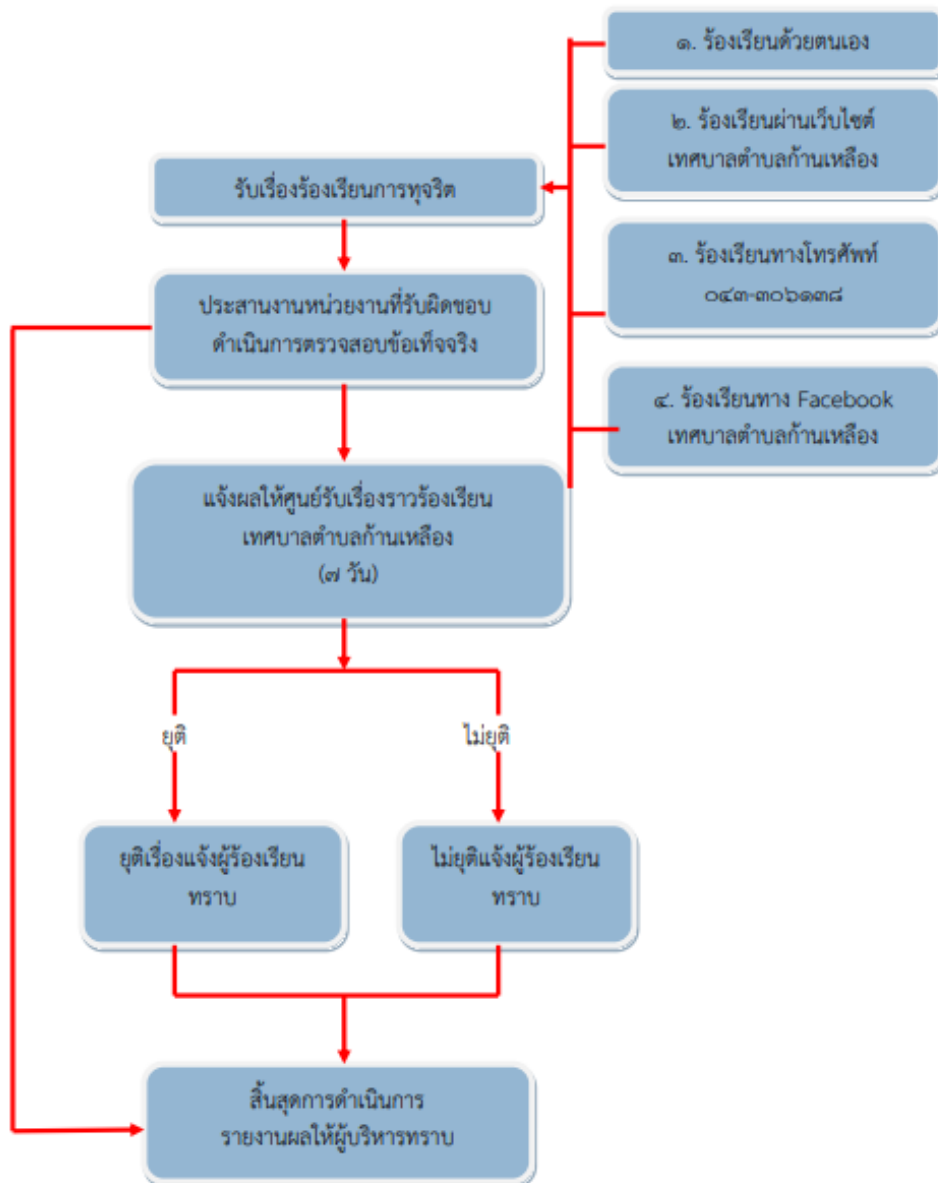 ๑. ร้องเรียนด้วยตนเอง
๒. ร้องเรียนผ่านเว็บไซต์
เทศบาลตำบลก้านเหลือง
๓. ร้องเรียนทางโทรศัพท์
๐๔๓-๓๐๖๑๓๘
๔. ร้องเรียนทาง Facebook
เทศบาลตำบลก้านเหลือง
รับเรื่องร้องเรียนการทุจริต
ประสานงานหน่วยงานที่รับผิดชอบ
ดำเนินการตรวจสอบข้อเท็จจริง
แจ้งผลให้ศูนย์รับเรื่องราวร้องเรียน
เทศบาลตำบลก้านเหลือง
(๗ วัน)
ยุติ
ไม่ยุติ
ยุติเรื่องแจ้งผู้ร้องเรียน
ทราบ
ไม่ยุติแจ้งผู้ร้องเรียน
ทราบ
สิ้นสุดการดำเนินการ
รายงานผลให้ผู้บริหารทราบ